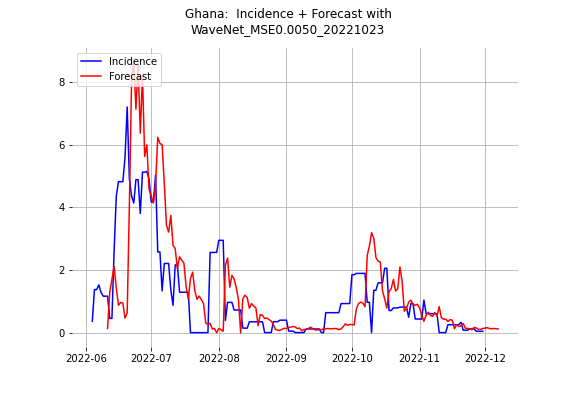 Ghana:  Incidence + Forecast with
WaveNet_MSE0.0050_20221023
Incidence
Forecast
8
6
4
2
0
2022-06 2022-07 2022-08 2022-09 2022-10 2022-11 2022-12